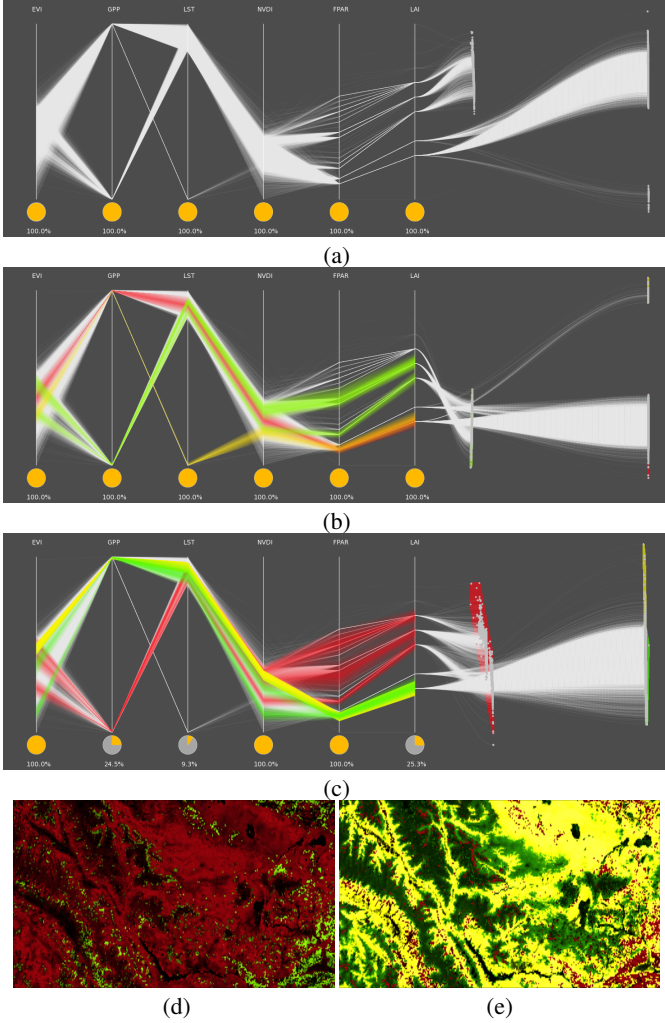 EVI GPP LST NVDI FPAR LAI
100.0% 100.0% 100.0% 100.0% 100.0% 100.0%
(a)
EVI GPP LST NVDI FPAR LAI
100.0% 100.0% 100.0% 100.0% 100.0% 100.0%
(b)
EVI GPP LST NVDI FPAR LAI
100.0% 24.5% 9.3% 100.0% 100.0% 25.3%
(c)
(d) (e)